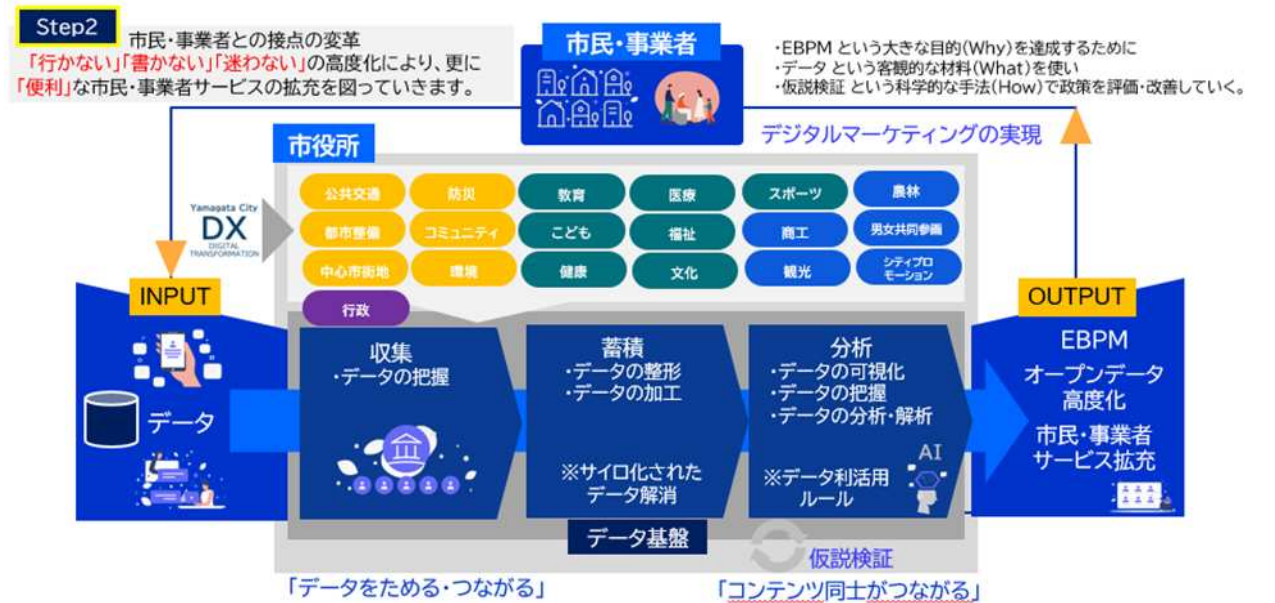 Step2
市民・事業者との接点の変革
「行かない」「書かない」「迷わない」の高度化により、更に
「便利」な市民・事業者サービスの拡充を図っていきます。
市民・事業者
・EBPM という大きな目的(Why)を達成するために
・データ という客観的な材料(What)を使い
・仮説検証 という科学的な手法(How)で政策を評価・改善していく。
デジタルマーケティングの実現
市役所
Yamagata City
DX
DIGITAL
TRANSFORMATION
公共交通
防災
教育
医療
スポーツ
農林
都市整備
コミュニティ
こども
福祉
商工
男女共同参画
中心市街地
環境
健康
文化
観光
シティプロ
モーション
行政
INPUT
データ
収集
・データの把握
蓄積
・データの整形
・データの加工
※サイロ化された
データ解消
分析
・データの可視化
・データの把握
・データの分析・解析
AI
※データ利活用
ルール
OUTPUT
EBPM
オープンデータ
高度化
市民・事業者
サービス拡充
データ基盤
仮説検証
「データをためる・つながる」
「コンテンツ同士がつながる」